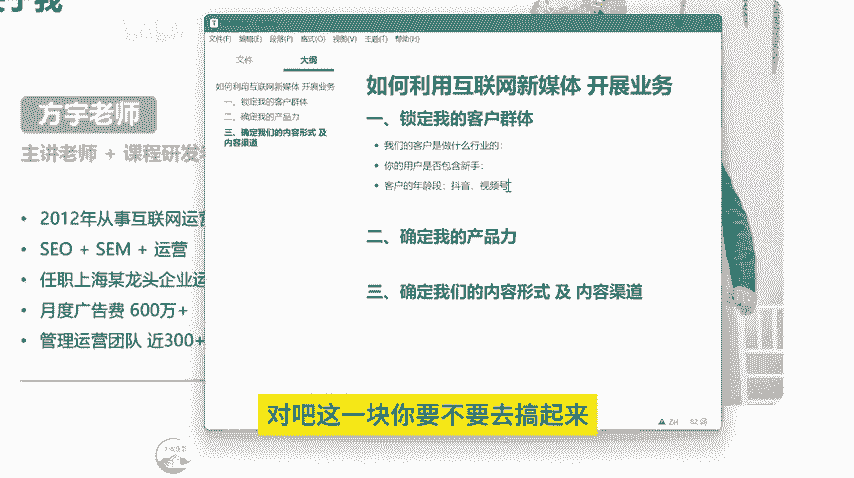 方宇老师
主讲老师 + 课程研发
2012年从事互联网运营
SEO + SEM + 运营
任职上海某龙头企业运
月度广告费 600万+
管理运营团队 近300+
文件(F) 编辑(E) 段落(P) 格式(O) 视图(V) 主题(T) 帮助(H)
文件 大纲
如何利用互联网新媒体 开展业务
一、锁定我的客户群体
二、确定我的产品力
三、确定我们的内容形式 及
内容渠道
如何利用互联网新媒体 开展业务
一、锁定我的客户群体
我们的客户是做什么行业的：
你的用户是否包含新手：
客户的年龄段：抖音、视频号
二、确定我的产品力
三、确定我们的内容形式 及 内容渠道
ZH 82 词
对吧这一块你要不要去搞起来